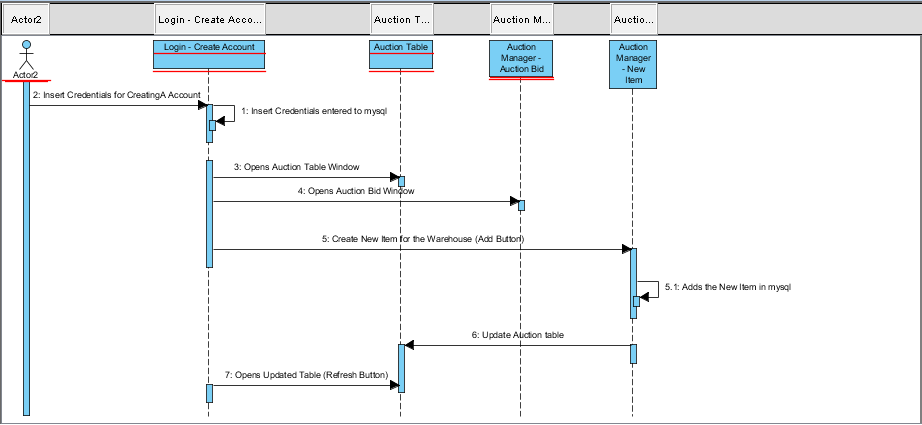 Actor2
Login - Create Acco...
Auction T...
Auction M...
Auctio...
Login - Create Account
Auction Table
Auction
Manager -
Auction Bid
Auction
Manager
- New
Item
Actor2
2: Insert Credentials for CreatingA Account
1: Insert Credentials entered to mysql
3: Opens Auction Table Window
4: Opens Auction Bid Window
5: Create New Item for the Warehouse (Add Button)
5.1: Adds the New Item in mysql
6: Update Auction table
7: Opens Updated Table (Refresh Button)